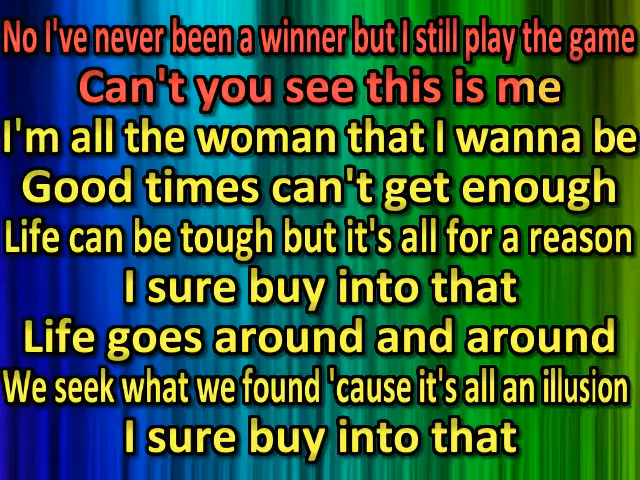 No I've never been a winner but I still play the game
Can't you see this is me
I'm all the woman that I wanna be
Good times can't get enough
Life can be tough but it's all for a reason
I sure buy into that
Life goes around and around
We seek what we found 'cause it's all an illusion
I sure buy into that